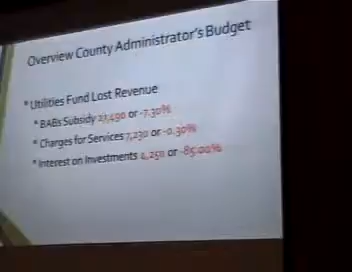 Overview County Administrator's Budget
* Utilities Fund Lost Revenue
* BABs Subsidy 27,490 or -7.30%
* Charges for Services 7,230 or -0.30%
* Interest on Investments 4,250 or -85.00%